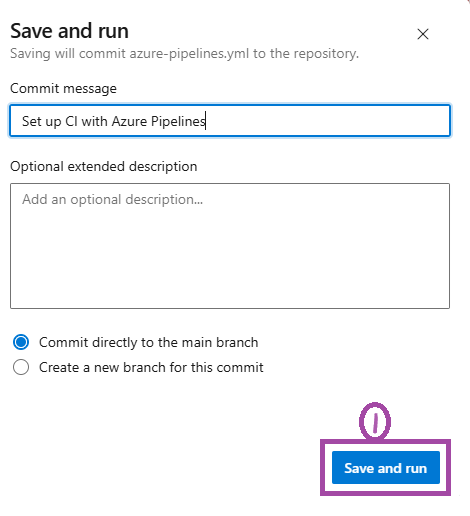 Save and run
Saving will commit azure-pipelines.yml to the repository.
Commit message
Set up CI with Azure Pipelines
Optional extended description
Add an optional description...
Commit directly to the main branch
Create a new branch for this commit
1
Save and run